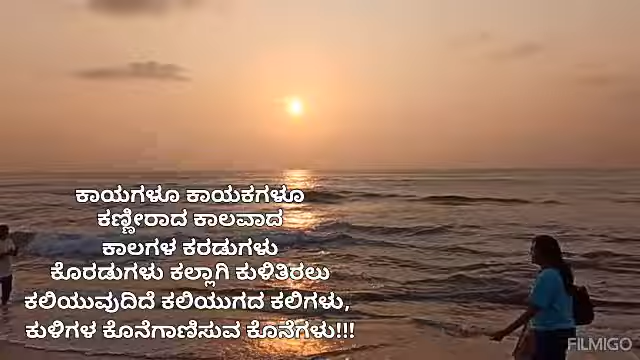 ಕಾಯಗಳೂ ಕಾಯಕಗಳೂ
ಕಣ್ಣೀರಾದ ಕಾಲವಾದ
ಕಾಲಗಳ ಕರಡುಗಳು
ಕೊರಡುಗಳು ಕಲ್ಲಾಗಿ ಕುಳಿತಿರಲು
ಕಲಿಯುವುದಿದೆ ಕಲಿಯುಗದ ಕಲಿಗಳು,
ಕುಳಿಗಳ ಕೊನೆಗಾಣಿಸುವ ಕೊನೆಗಳು!!!
FILMIGO